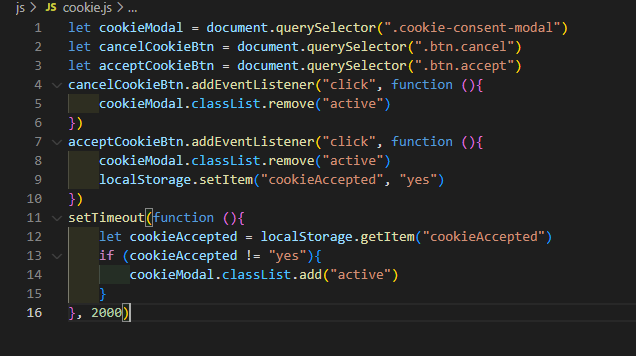 js > JS cookie.js > ...
1 let cookieModal = document.querySelector(".cookie-consent-modal")
2 let cancelCookieBtn = document.querySelector(".btn.cancel")
3 let acceptCookieBtn = document.querySelector(".btn.accept")
4 cancelCookieBtn.addEventListener("click", function (){
5     cookieModal.classList.remove("active")
6 })
7 acceptCookieBtn.addEventListener("click", function (){
8     cookieModal.classList.remove("active")
9     localStorage.setItem("cookieAccepted", "yes")
10 })
11 setTimeout(function (){
12     let cookieAccepted = localStorage.getItem("cookieAccepted")
13     if (cookieAccepted != "yes"){
14         cookieModal.classList.add("active")
15     }
16 }, 2000)